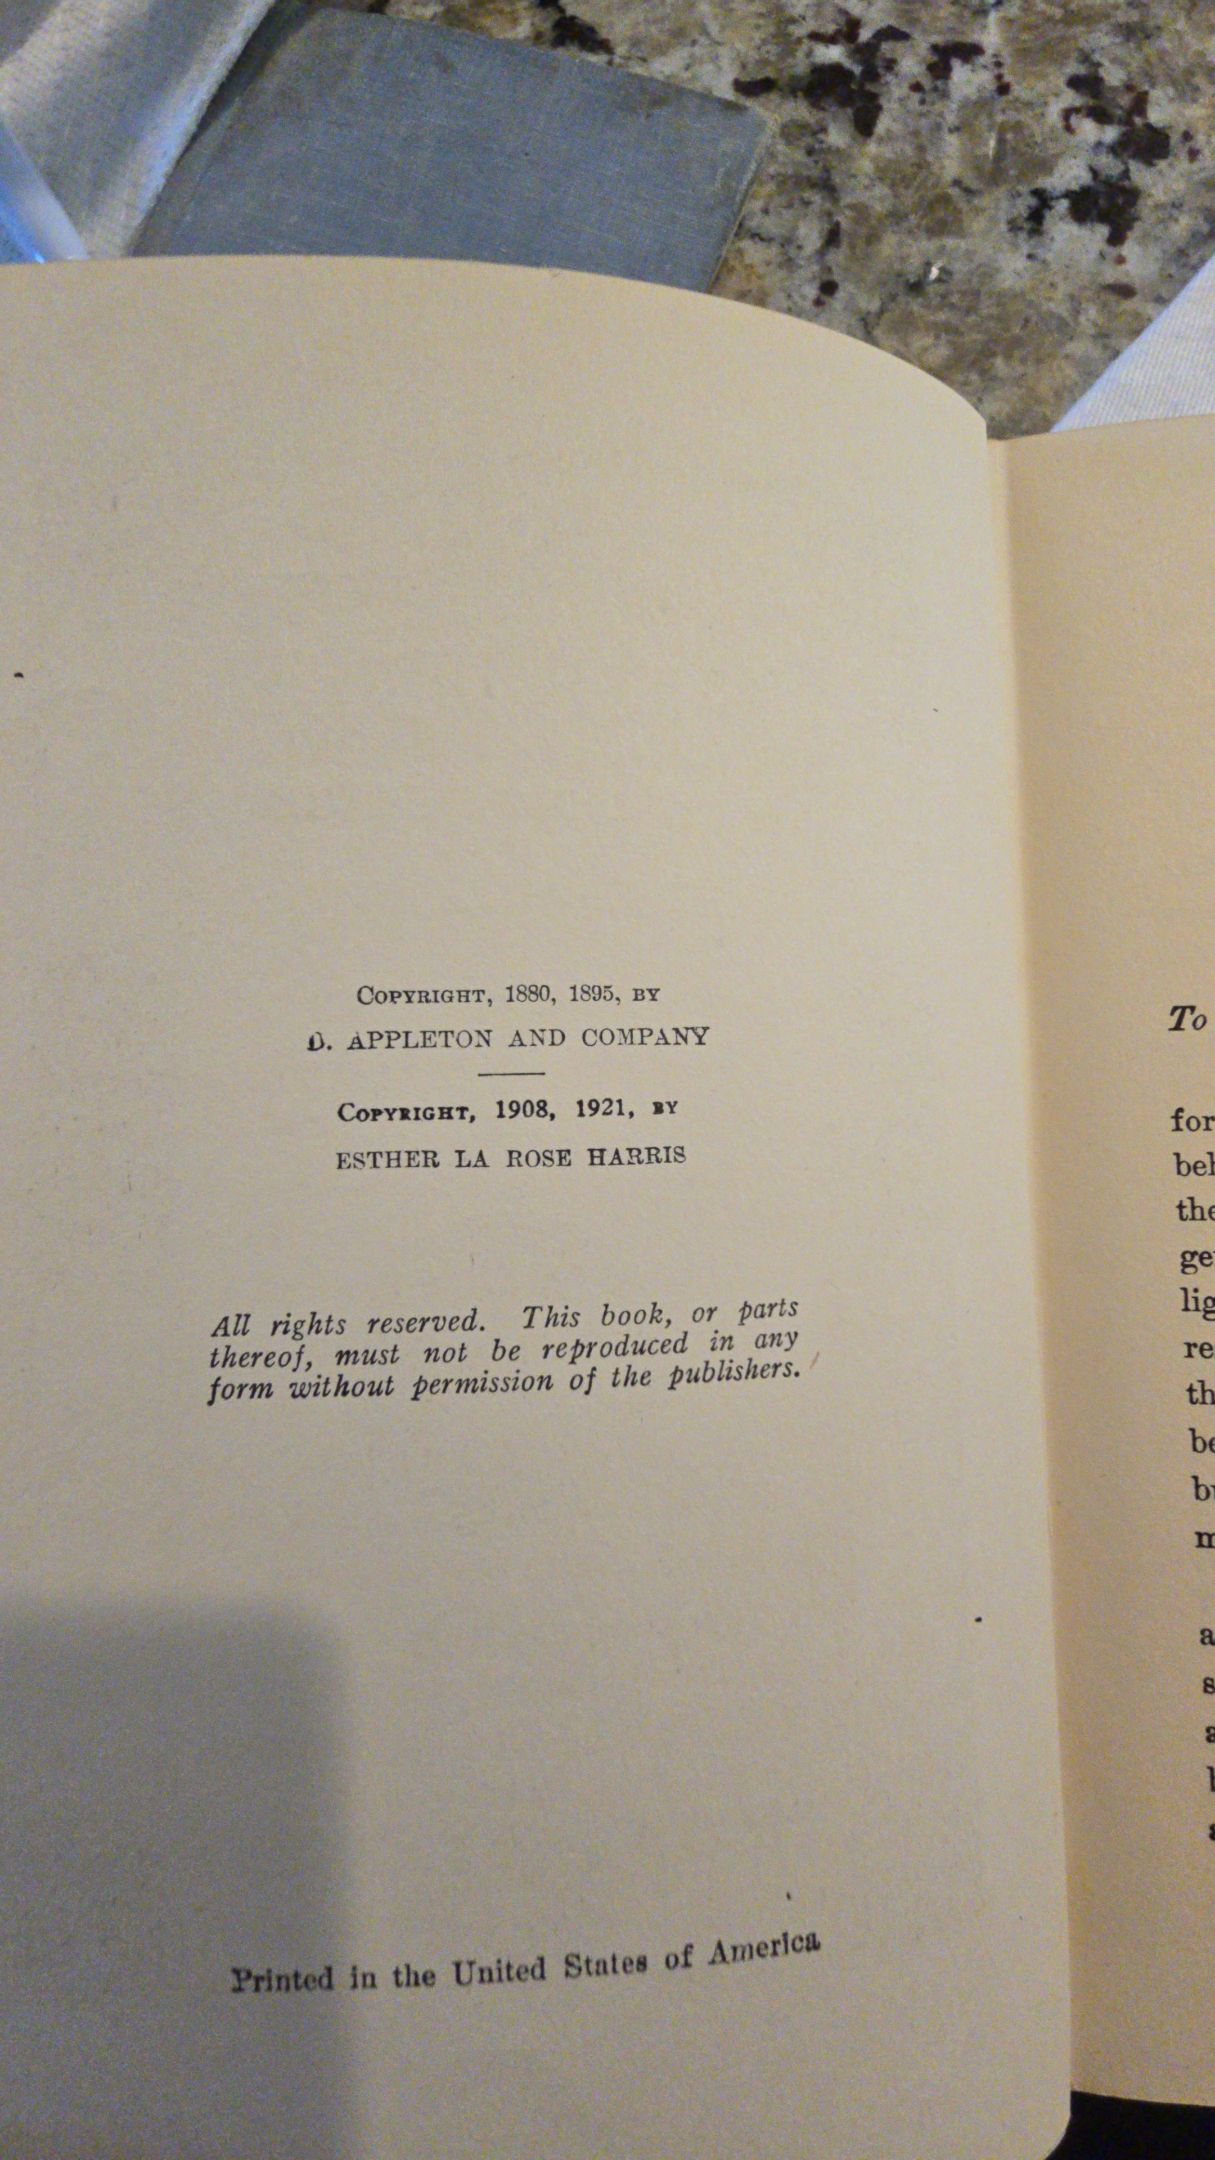 COPYRIGHT, 1880, 1895, BY
D. APPLETON AND COMPANY
COPYRIGHT, 1908, 1921, BY
ESTHER LA ROSE HARRIS
All rights reserved. This book, or parts
thereof, must not be reproduced in any
form without permission of the publishers.
Printed in the United States of America
To
for
the
re